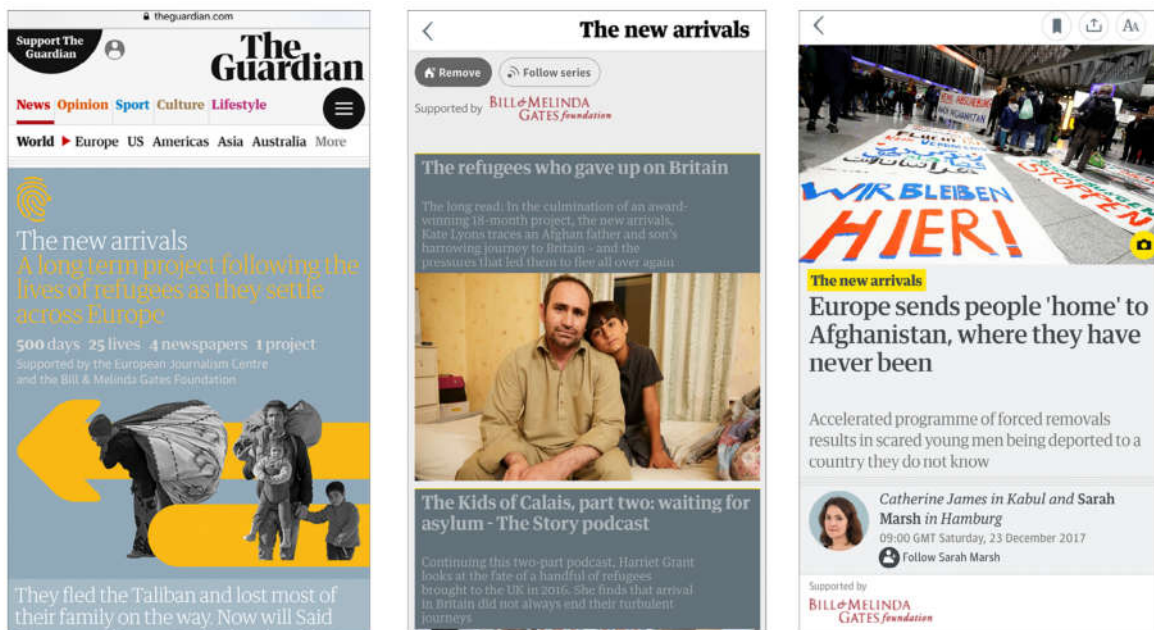 theguardian.com
Support The
Guardian
The
Guardian
News Opinion Sport Culture Lifestyle
World Europe US Americas Asia Australia More
The new arrivals
A long term project following the
lives of refugees as they settle
across Europe
500 days 25 lives 4 newspapers 1 project
Supported by the European Journalism Centre
and the Bill & Melinda Gates Foundation
They fled the Taliban and lost most of
their family on the way. Now will Said
The new arrivals
Remove
Follow series
Supported by
BILL & MELINDA
GATES foundation
The refugees who gave up on Britain
The long read: In the culmination of an award-
winning 18-month project, the new arrivals,
Kate Lyons traces an Afghan father and son's
harrowing journey to Britain – and the
pressures that led them to flee all over again
The Kids of Calais, part two: waiting for
asylum - The Story podcast
Continuing this two-part podcast, Harriet Grant
looks at the fate of a handful of refugees
brought to the UK in 2016. She finds that arrival
in Britain did not always end their turbulent
journeys
AA
WIR BLEIBEN
HIER!
STOPPEN
The new arrivals
Europe sends people 'home' to
Afghanistan, where they have
never been
Accelerated programme of forced removals
results in scared young men being deported to a
country they do not know
Catherine James in Kabul and Sarah
Marsh in Hamburg
09:00 GMT Saturday, 23 December 2017
Follow Sarah Marsh
Supported by
BILL & MELINDA
GATES foundation